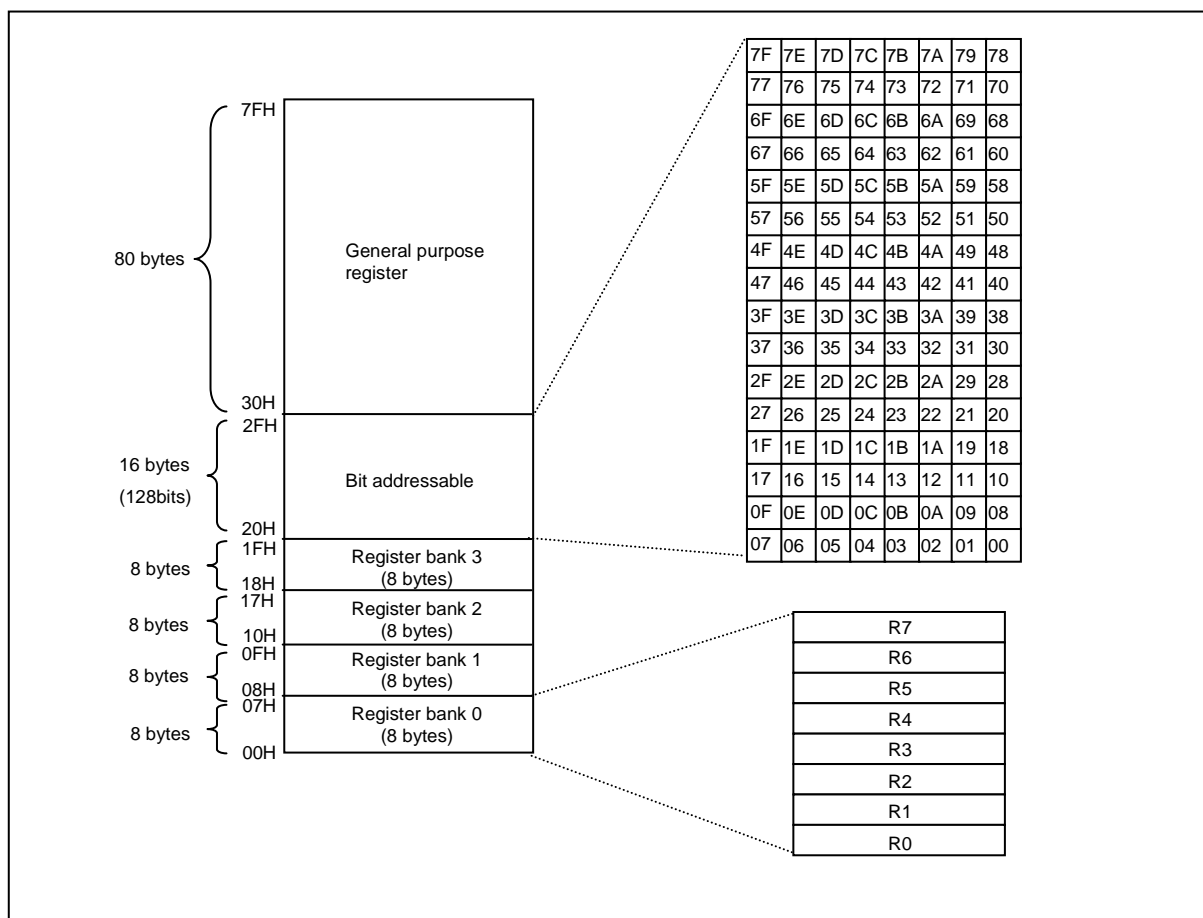 7FH
80 bytes
General purpose
register
30H
2FH
16 bytes
(128bits)
Bit addressable
20H
1FH
8 bytes
Register bank 3
(8 bytes)
18H
17H
8 bytes
Register bank 2
(8 bytes)
10H
0FH
8 bytes
Register bank 1
(8 bytes)
08H
07H
8 bytes
Register bank 0
(8 bytes)
00H
7F 7E 7D 7C 7B 7A 79 78
77 76 75 74 73 72 71 70
6F 6E 6D 6C 6B 6A 69 68
67 66 65 64 63 62 61 60
5F 5E 5D 5C 5B 5A 59 58
57 56 55 54 53 52 51 50
4F 4E 4D 4C 4B 4A 49 48
47 46 45 44 43 42 41 40
3F 3E 3D 3C 3B 3A 39 38
37 36 35 34 33 32 31 30
2F 2E 2D 2C 2B 2A 29 28
27 26 25 24 23 22 21 20
1F 1E 1D 1C 1B 1A 19 18
17 16 15 14 13 12 11 10
0F 0E 0D 0C 0B 0A 09 08
07 06 05 04 03 02 01 00
R7
R6
R5
R4
R3
R2
R1
R0